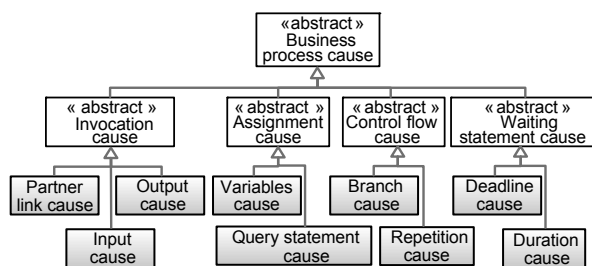 «abstract»
Business
process cause
« abstract »
Invocation
cause
« abstract »
Assignment
cause
« abstract »
Control flow
cause
« abstract »
Waiting
statement cause
Partner
link cause
Output
cause
Variables
cause
Branch
cause
Deadline
cause
Input
cause
Query statement
cause
Repetition
cause
Duration
cause